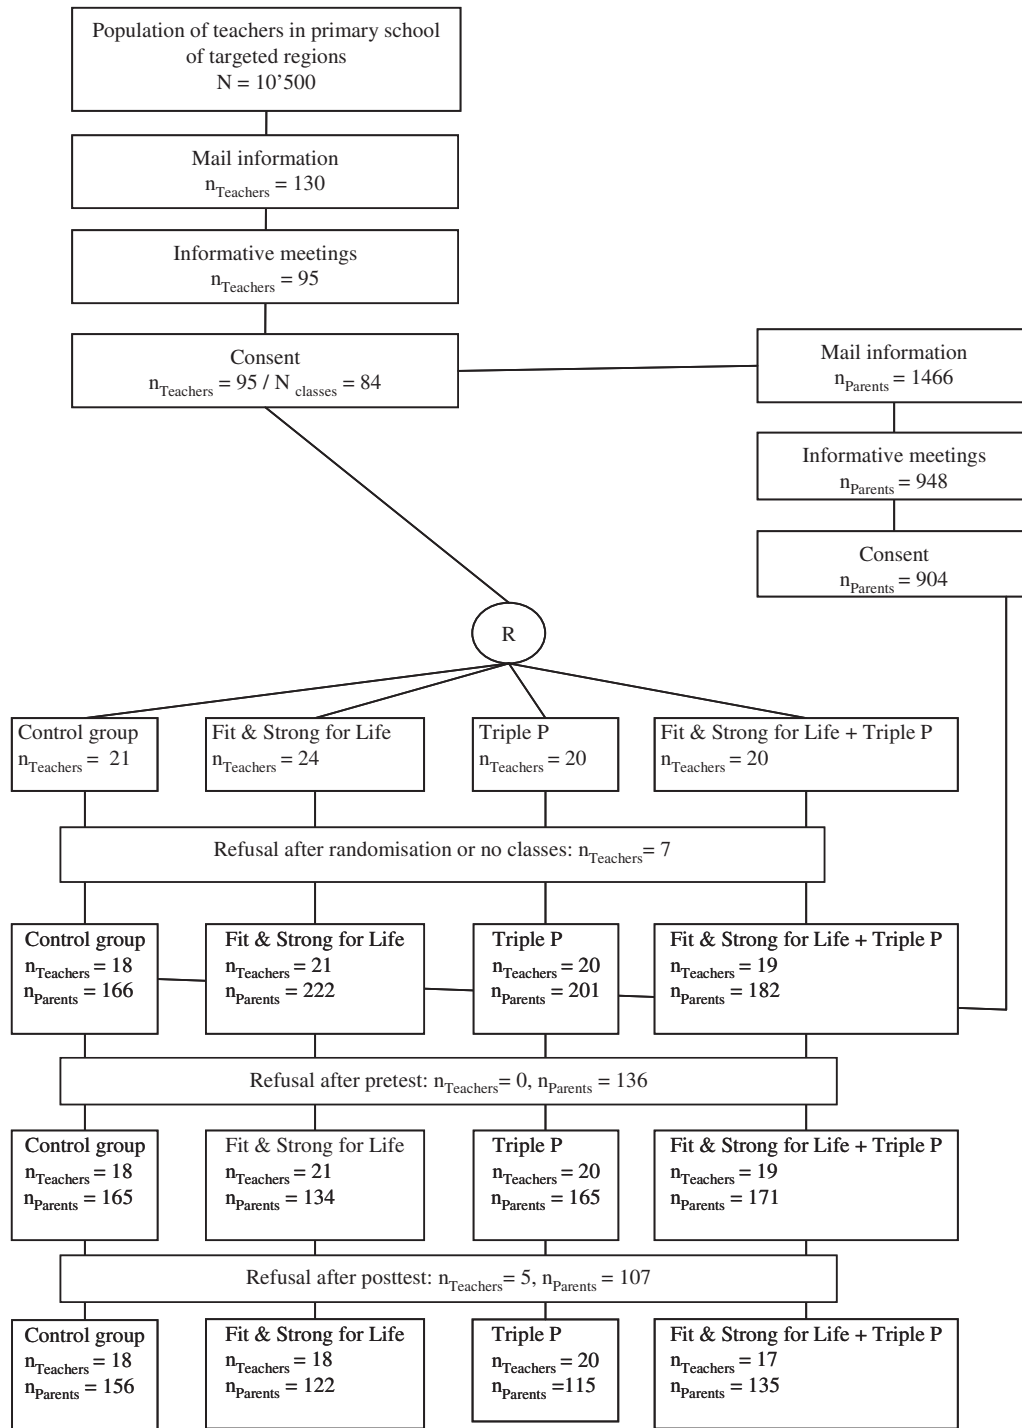 Population of teachers in primary school
of targeted regions
N = 10’500
Mail information
nTeachers = 130
Informative meetings
nTeachers = 95
Consent
nTeachers = 95 / N classes = 84
Mail information
nParents = 1466
Informative meetings
nParents = 948
Consent
nParents = 904
R
Control group
nTeachers = 21
Fit & Strong for Life
nTeachers = 24
Triple P
nTeachers = 20
Fit & Strong for Life + Triple P
nTeachers = 20
Refusal after randomisation or no classes: nTeachers= 7
Control group
nTeachers = 18
nParents = 166
Fit & Strong for Life
nTeachers = 21
nParents = 222
Triple P
nTeachers = 20
nParents = 201
Fit & Strong for Life + Triple P
nTeachers = 19
nParents = 182
Refusal after pretest: nTeachers= 0, nParents = 136
Control group
nTeachers = 18
nParents = 165
Fit & Strong for Life
nTeachers = 21
nParents = 134
Triple P
nTeachers = 20
nParents = 165
Fit & Strong for Life + Triple P
nTeachers = 19
nParents = 171
Refusal after posttest: nTeachers= 5, nParents = 107
Control group
nTeachers = 18
nParents = 156
Fit & Strong for Life
nTeachers = 18
nParents = 122
Triple P
nTeachers = 20
nParents =115
Fit & Strong for Life + Triple P
nTeachers = 17
nParents = 135